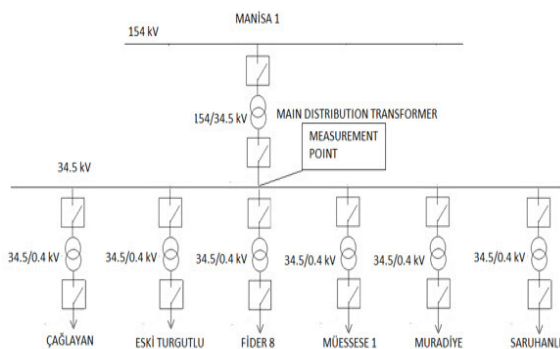 MANİSA 1
154 kV
154/34.5 kV
MAIN DISTRIBUTION TRANSFORMER
MEASUREMENT
POINT
34.5 kV
34.5/0.4 kV
34.5/0.4 kV
34.5/0.4 kV
34.5/0.4 kV
34.5/0.4 kV
34.5/0.4 kV
ÇAĞLAYAN
ESKİ TURGUTLU
FİDER 8
MÜESSESE 1
MURADİYE
SARUHANLI